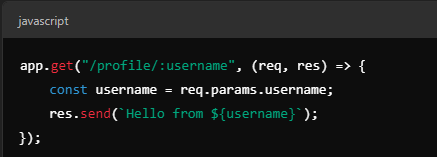 javascript
app.get("/profile/:username", (req, res) => {
    const username = req.params.username;
    res.send(`Hello from ${username}`);
});